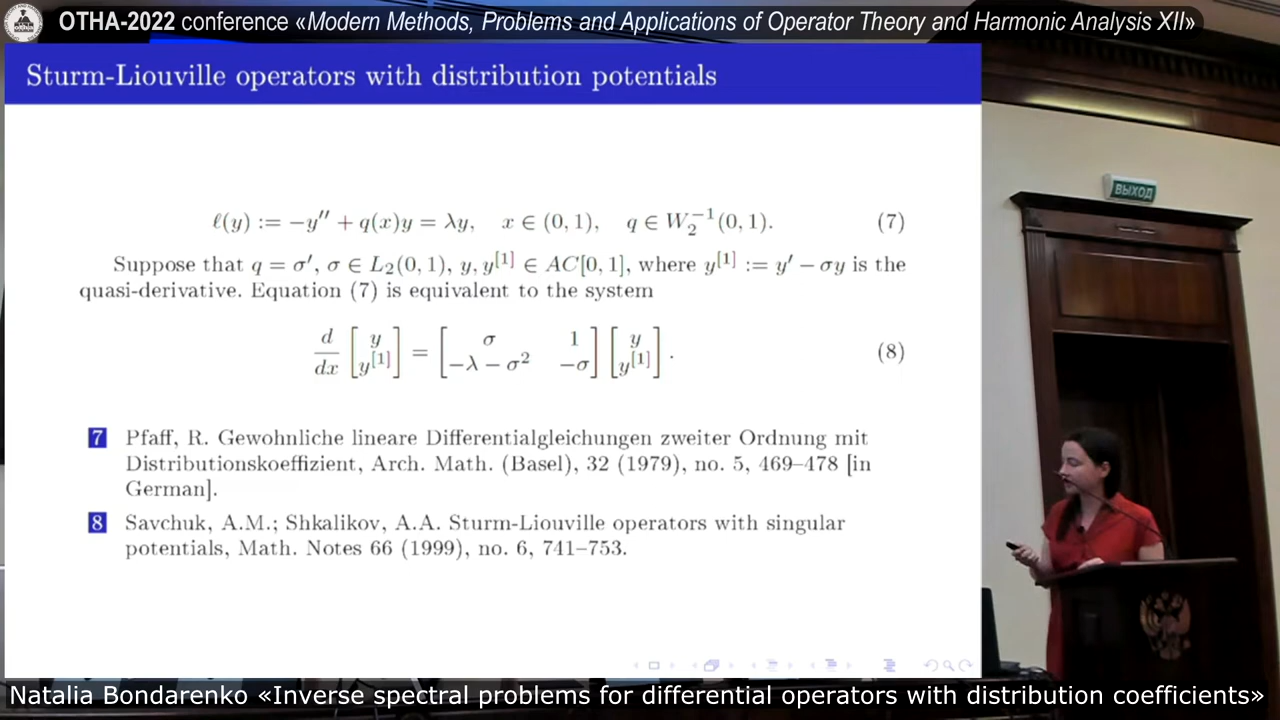 OTHA-2022 conference «Modern Methods, Problems and Applications of Operator Theory and Harmonic Analysis XII»
Sturm-Liouville operators with distribution potentials
ℓ(y) := −y″ + q(x)y = λy, x ∈ (0, 1), q ∈ W₂⁻¹(0, 1). (7)
Suppose that q = σ′, σ ∈ L₂(0, 1), y, y^[1] ∈ AC[0, 1], where y^[1] := y′ − σy is the
quasi-derivative. Equation (7) is equivalent to the system
d/dx [y; y^[1]] = [σ 1; −λ − σ² −σ] [y; y^[1]]. (8)
7 Pfaff, R. Gewohnliche lineare Differentialgleichungen zweiter Ordnung mit
Distributionskoeffizient, Arch. Math. (Basel), 32 (1979), no. 5, 469–478 [in
German].
8 Savchuk, A.M.; Shkalikov, A.A. Sturm-Liouville operators with singular
potentials, Math. Notes 66 (1999), no. 6, 741–753.
ВЫХОД
Natalia Bondarenko «Inverse spectral problems for differential operators with distribution coefficients»